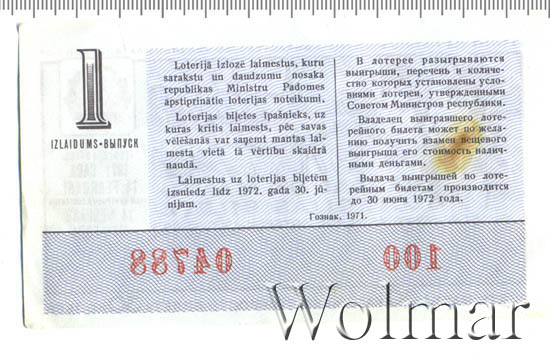 1
IZLAIDUMS • ВЫПУСК
Loterijā izlozē laimestus, kuru
sarakstu un daudzumu nosaka
republikas Ministru Padomes
apstiprinātie loterijas noteikumi.
Loterijas biļetes īpašnieks, uz
kuras kritis laimests, pēc savas
vēlēšanās var saņemt mantas lai-
mesta vietā tā vērtību skaidrā
naudā.
Laimestus uz loterijas biļetēm
izsniedz līdz 1972. gada 30. jū-
nijam.
В лотерее разыгрываются
выигрыши, перечень и количе-
ство которых установлены усло-
виями лотереи, утвержденными
Советом Министров республики.
Владелец выигравшего лоте-
рейного билета может по жела-
нию получить взамен вещевого
выигрыша его стоимость налич-
ными деньгами.
Выдача выигрышей по ло-
терейным билетам производится
до 30 июня 1972 года.
Гознак. 1971.
04788
100
Wolmar